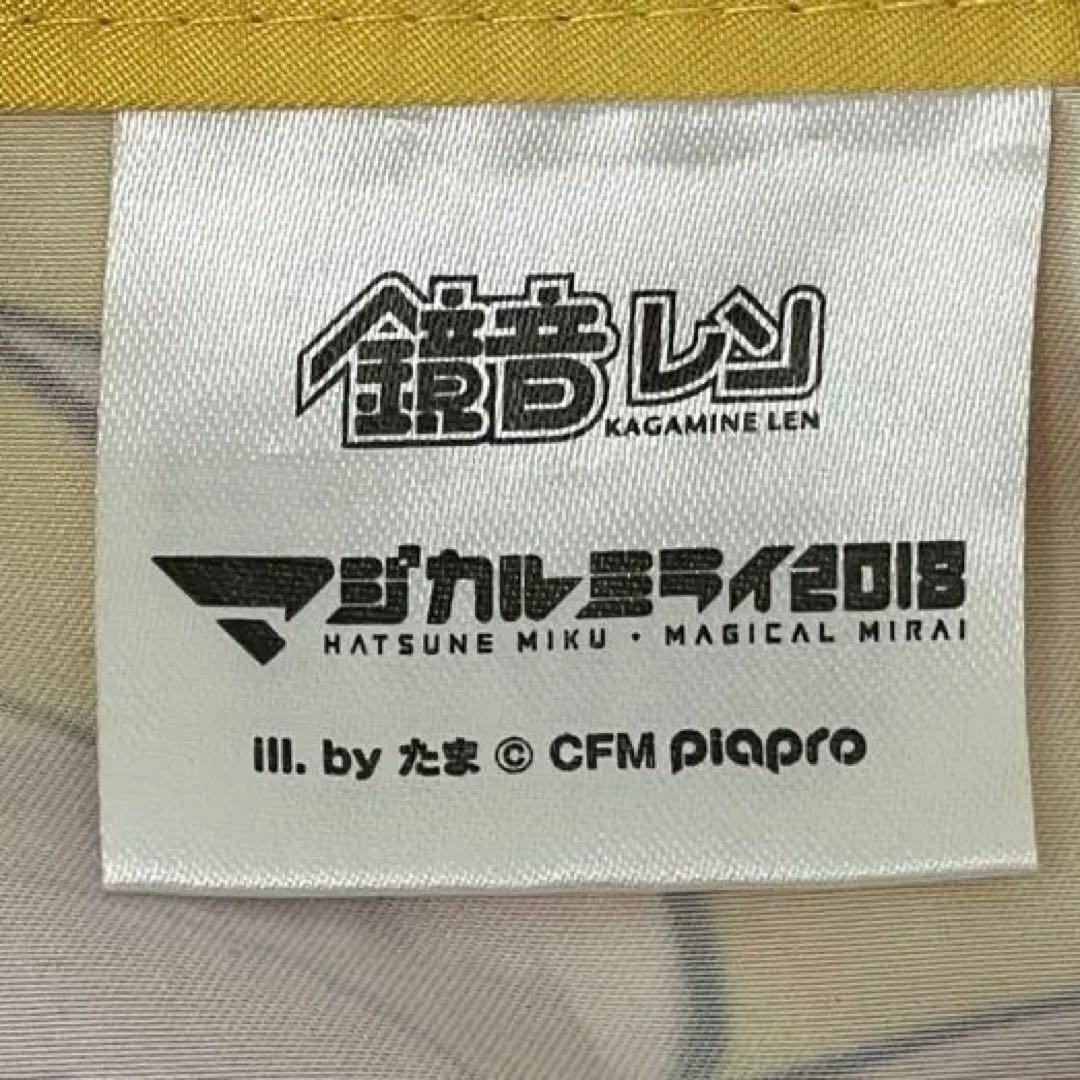 鏡音レン
KAGAMINE LEN
マジカルミライ2018
HATSUNE MIKU・MAGICAL MIRAI
ill. by たま © CFM piapro